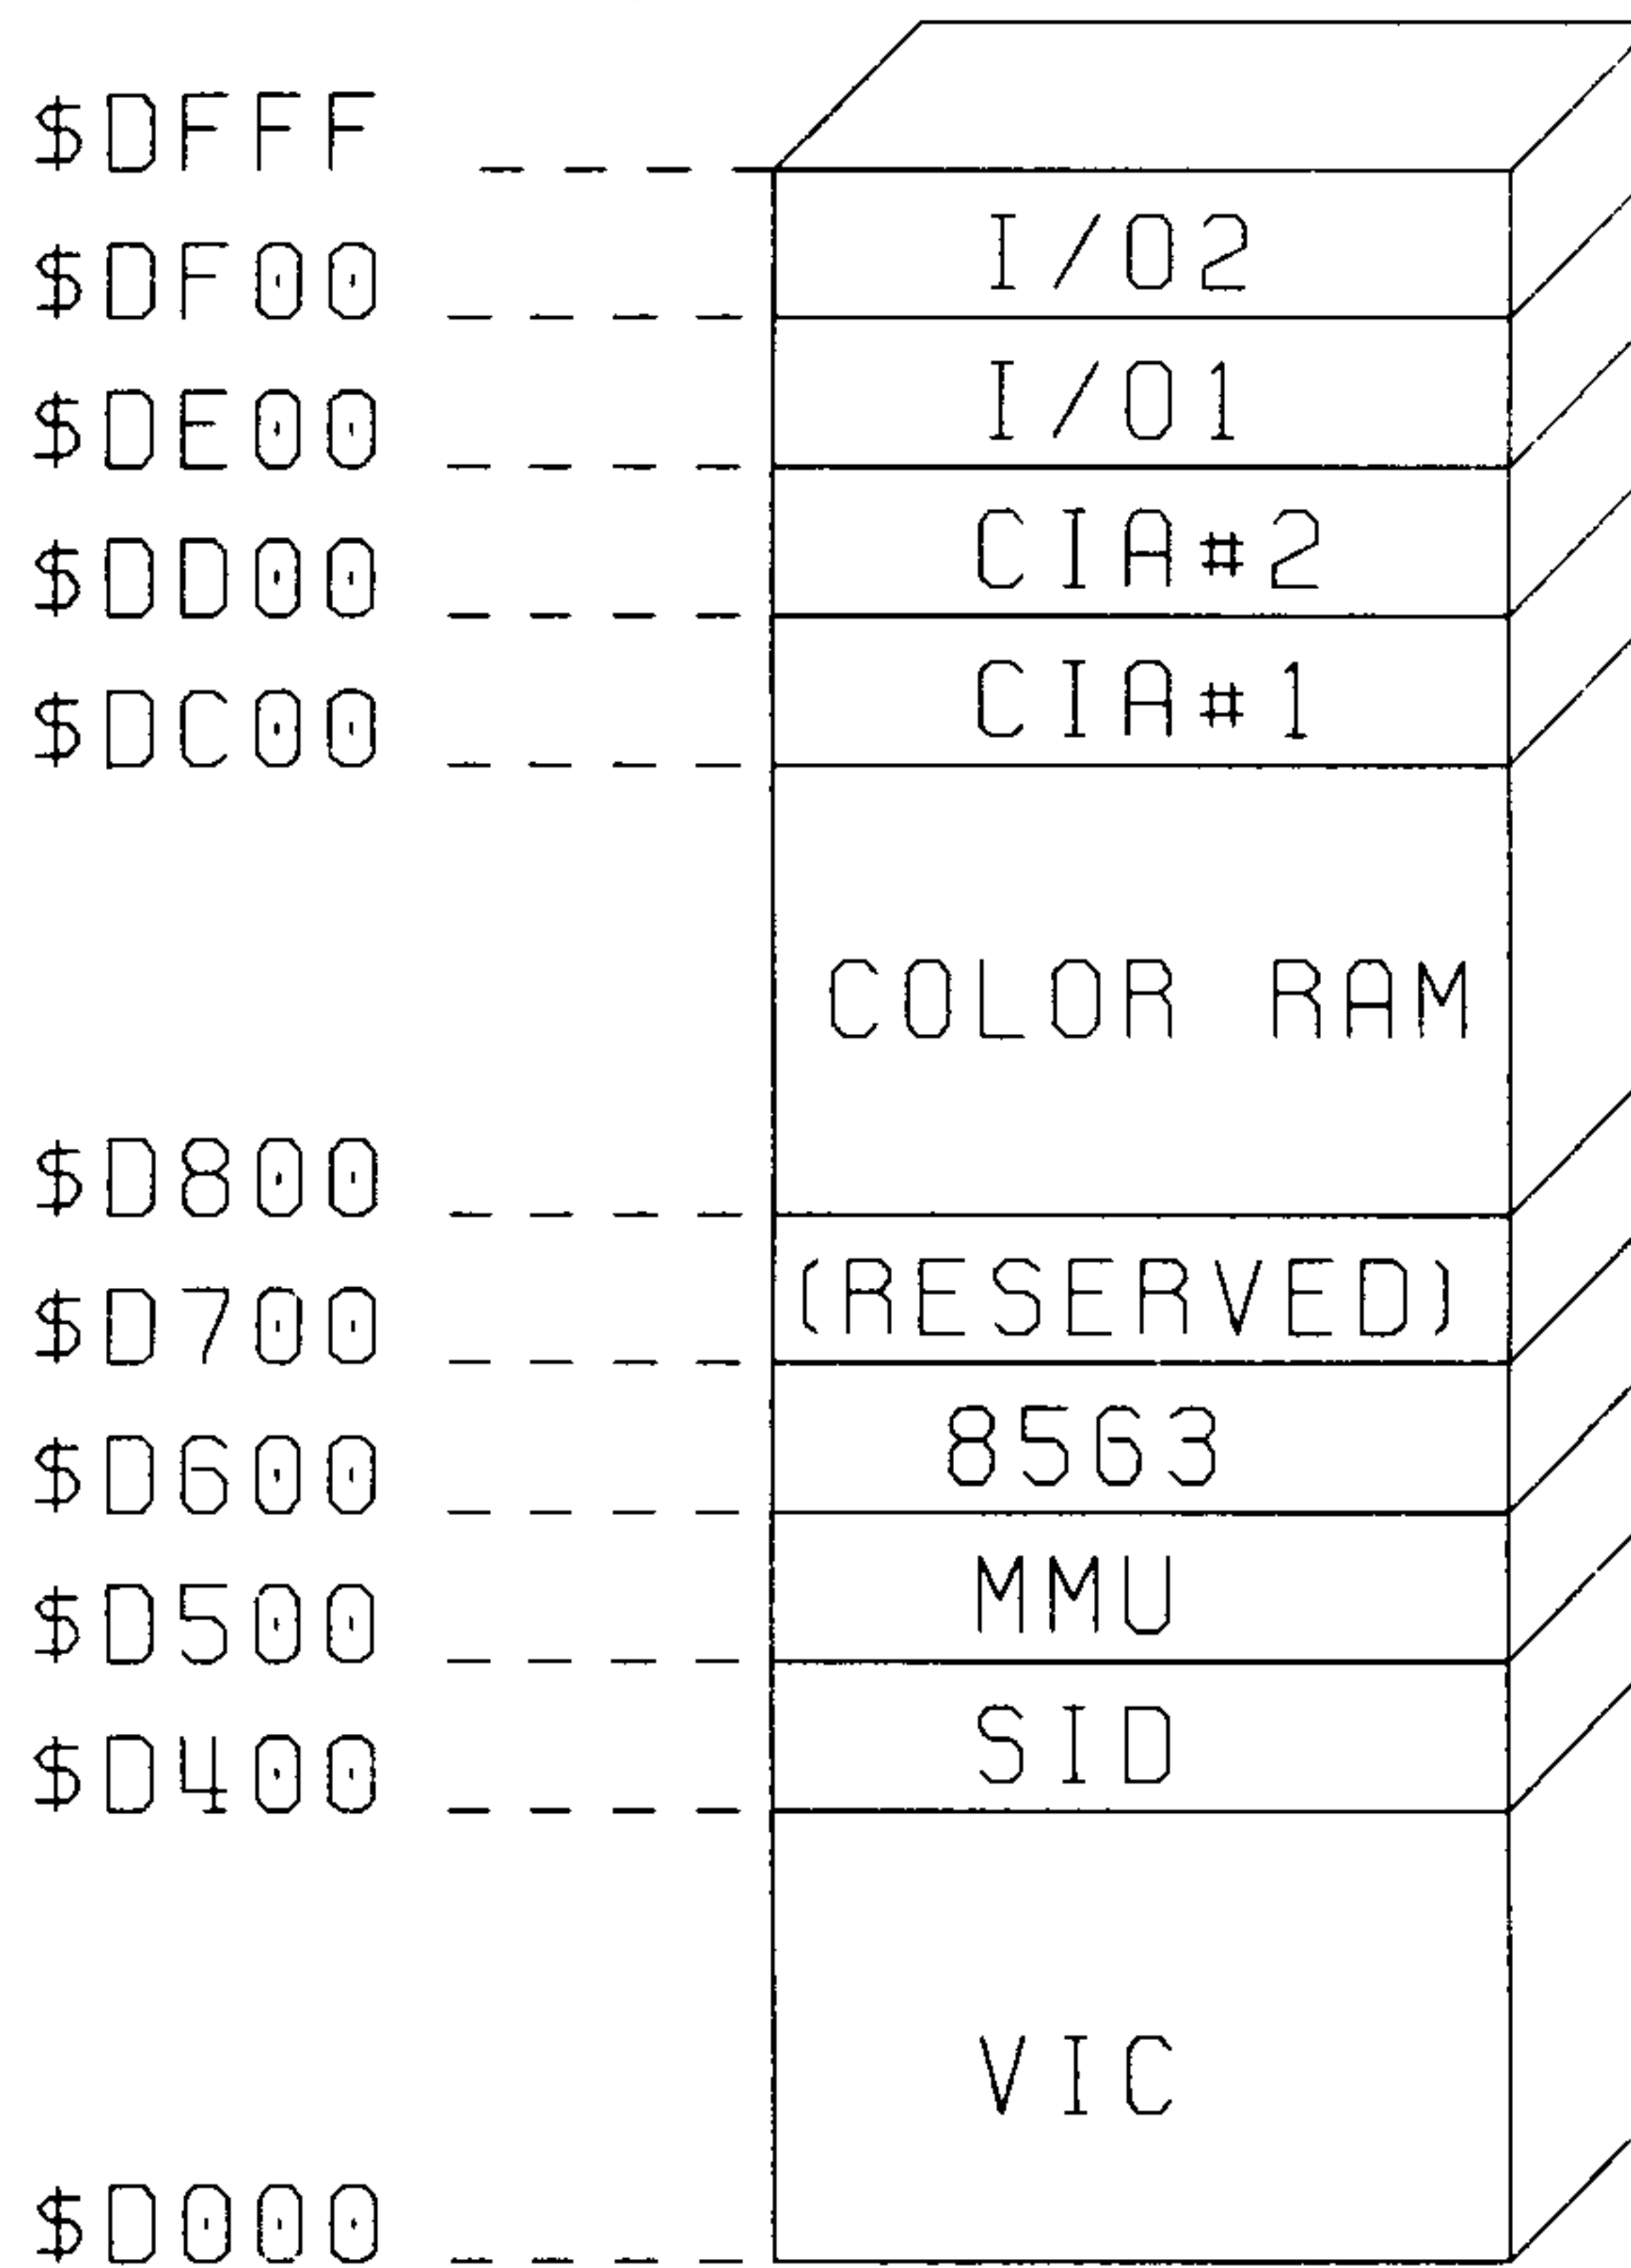 $DFFF
I/O2
$DF00
I/O1
$DE00
CIA#2
$DD00
CIA#1
$DC00
COLOR RAM
$D800
(RESERVED)
$D700
8563
$D600
MMU
$D500
SID
$D400
VIC
$D000